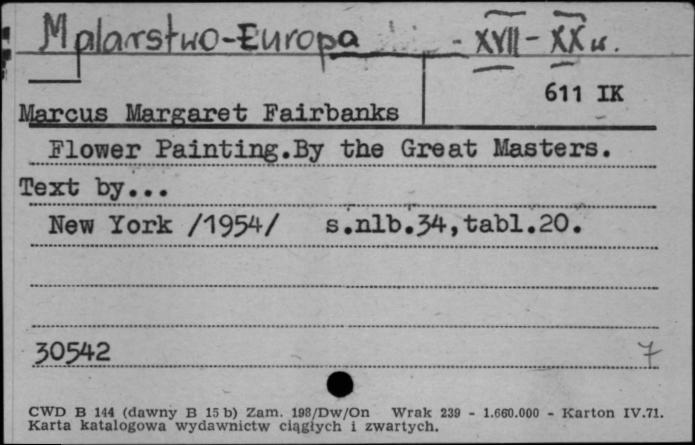 Malarstwo-Europa - XVII - XX w.
611 IK
Marcus Margaret Fairbanks
Flower Painting.By the Great Masters.
Text by...
New York /1954/ s.nlb.34,tabl.20.
30542 7
CWD B 144 (dawny B 15 b) Zam. 198/Dw/On Wrak 239 - 1.660.000 - Karton IV.71.
Karta katalogowa wydawnictw ciągłych i zwartych.